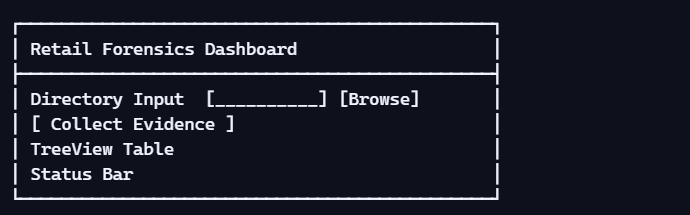 Retail Forensics Dashboard
Directory Input [__________] [Browse]
[ Collect Evidence ]
TreeView Table
Status Bar